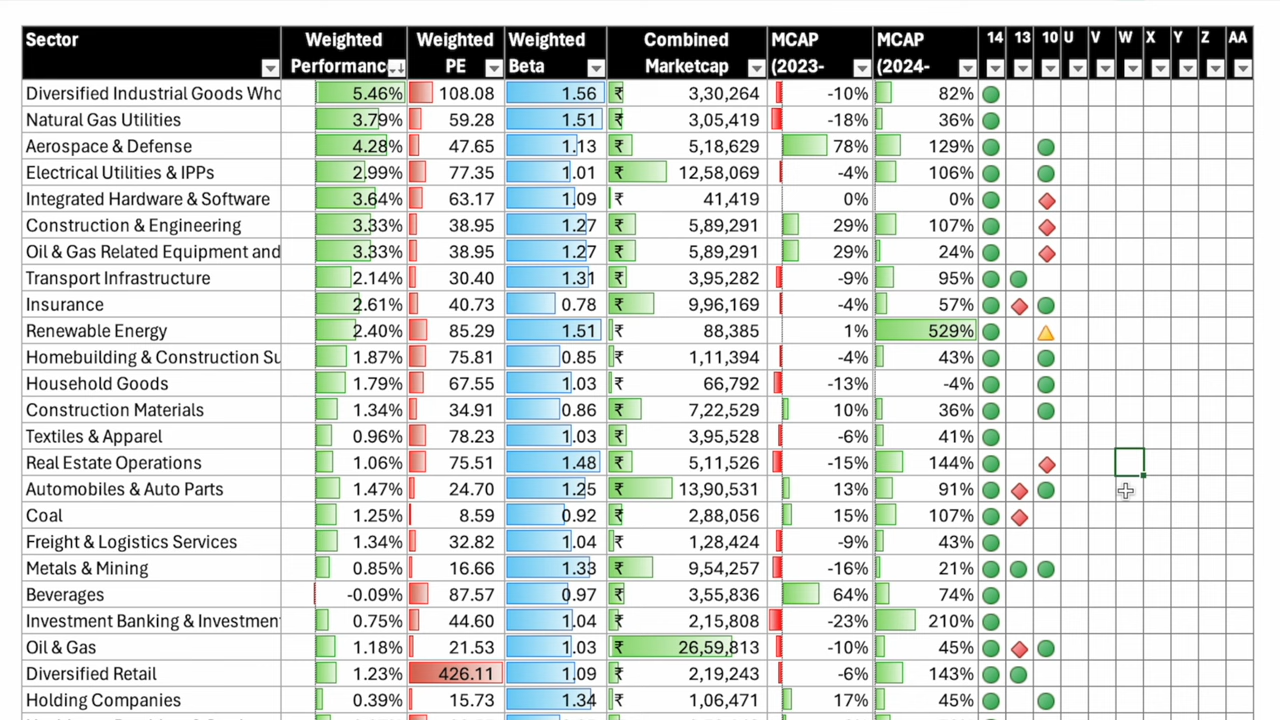 Sector Weighted Performanc Weighted PE Weighted Beta Combined Marketcap MCAP (2023- MCAP (2024- 14 13 10 U V W X Y Z AA
Diversified Industrial Goods Who 5.46% 108.08 1.56 ₹ 3,30,264 -10% 82%
Natural Gas Utilities 3.79% 59.28 1.51 ₹ 3,05,419 -18% 36%
Aerospace & Defense 4.28% 47.65 1.13 ₹ 5,18,629 78% 129%
Electrical Utilities & IPPs 2.99% 77.35 1.01 ₹ 12,58,069 -4% 106%
Integrated Hardware & Software 3.64% 63.17 1.09 ₹ 41,419 0% 0%
Construction & Engineering 3.33% 38.95 1.27 ₹ 5,89,291 29% 107%
Oil & Gas Related Equipment and 3.33% 38.95 1.27 ₹ 5,89,291 29% 24%
Transport Infrastructure 2.14% 30.40 1.31 ₹ 3,95,282 -9% 95%
Insurance 2.61% 40.73 0.78 ₹ 9,96,169 -4% 57%
Renewable Energy 2.40% 85.29 1.51 ₹ 88,385 1% 529%
Homebuilding & Construction Su 1.87% 75.81 0.85 ₹ 1,11,394 -4% 43%
Household Goods 1.79% 67.55 1.03 ₹ 66,792 -13% -4%
Construction Materials 1.34% 34.91 0.86 ₹ 7,22,529 10% 36%
Textiles & Apparel 0.96% 78.23 1.03 ₹ 3,95,528 -6% 41%
Real Estate Operations 1.06% 75.51 1.48 ₹ 5,11,526 -15% 144%
Automobiles & Auto Parts 1.47% 24.70 1.25 ₹ 13,90,531 13% 91%
Coal 1.25% 8.59 0.92 ₹ 2,88,056 15% 107%
Freight & Logistics Services 1.34% 32.82 1.04 ₹ 1,28,424 -9% 43%
Metals & Mining 0.85% 16.66 1.33 ₹ 9,54,257 -16% 21%
Beverages -0.09% 87.57 0.97 ₹ 3,55,836 64% 74%
Investment Banking & Investmen 0.75% 44.60 1.04 ₹ 2,15,808 -23% 210%
Oil & Gas 1.18% 21.53 1.03 ₹ 26,59,813 -10% 45%
Diversified Retail 1.23% 426.11 1.09 ₹ 2,19,243 -6% 143%
Holding Companies 0.39% 15.73 1.34 ₹ 1,06,471 17% 45%